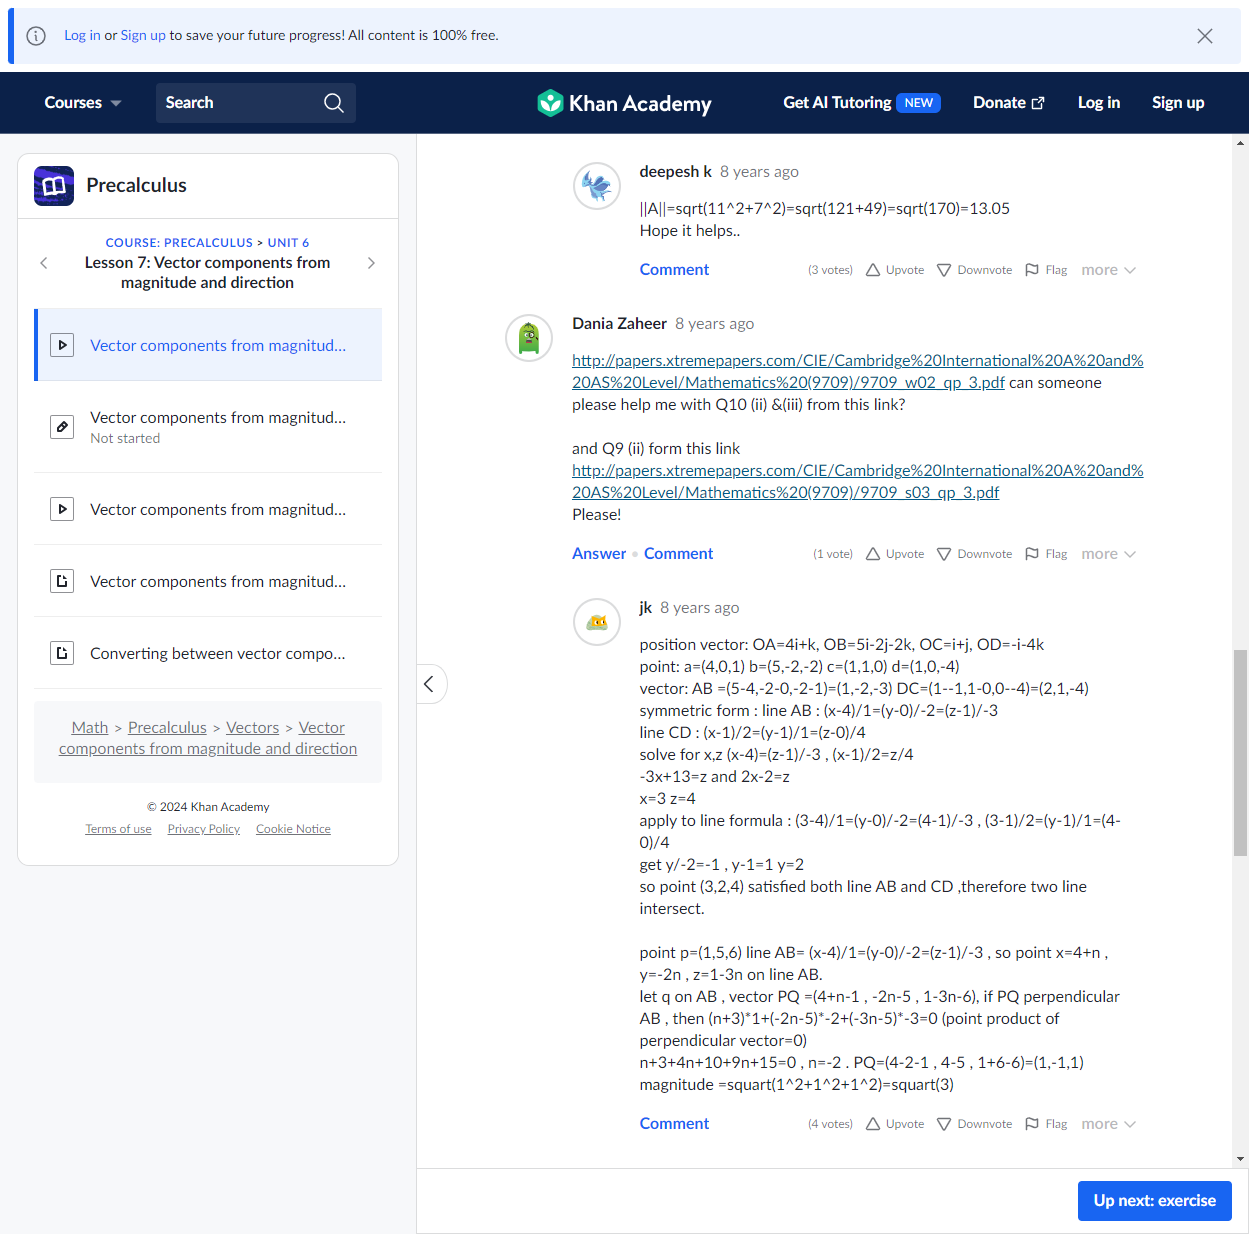 Log in or Sign up to save your future progress! All content is 100% free.
Courses
Search
Khan Academy
Get AI Tutoring NEW
Donate
Log in
Sign up
Precalculus
COURSE: PRECALCULUS > UNIT 6
Lesson 7: Vector components from
magnitude and direction
Vector components from magnitud...
Vector components from magnitud...
Not started
Vector components from magnitud...
Vector components from magnitud...
Converting between vector compo...
Math > Precalculus > Vectors > Vector
components from magnitude and direction
© 2024 Khan Academy
Terms of use Privacy Policy Cookie Notice
deepesh k 8 years ago
||A||=sqrt(11^2+7^2)=sqrt(121+49)=sqrt(170)=13.05
Hope it helps..
Comment (3 votes) Upvote Downvote Flag more
Dania Zaheer 8 years ago
http://papers.xtremepapers.com/CIE/Cambridge%20International%20A%20and%
20AS%20Level/Mathematics%20(9709)/9709_w02_qp_3.pdf can someone
please help me with Q10 (ii) &(iii) from this link?
and Q9 (ii) form this link
http://papers.xtremepapers.com/CIE/Cambridge%20International%20A%20and%
20AS%20Level/Mathematics%20(9709)/9709_s03_qp_3.pdf
Please!
Answer • Comment (1 vote) Upvote Downvote Flag more
jk 8 years ago
position vector: OA=4i+k, OB=5i-2j-2k, OC=i+j, OD=-i-4k
point: a=(4,0,1) b=(5,-2,-2) c=(1,1,0) d=(1,0,-4)
vector: AB =(5-4,-2-0,-2-1)=(1,-2,-3) DC=(1--1,1-0,0--4)=(2,1,-4)
symmetric form : line AB : (x-4)/1=(y-0)/-2=(z-1)/-3
line CD : (x-1)/2=(y-1)/1=(z-0)/4
solve for x,z (x-4)=(z-1)/-3 , (x-1)/2=z/4
-3x+13=z and 2x-2=z
x=3 z=4
apply to line formula : (3-4)/1=(y-0)/-2=(4-1)/-3 , (3-1)/2=(y-1)/1=(4-
0)/4
get y/-2=-1 , y-1=1 y=2
so point (3,2,4) satisfied both line AB and CD ,therefore two line
intersect.
point p=(1,5,6) line AB= (x-4)/1=(y-0)/-2=(z-1)/-3 , so point x=4+n ,
y=-2n , z=1-3n on line AB.
let q on AB , vector PQ =(4+n-1 , -2n-5 , 1-3n-6), if PQ perpendicular
AB , then (n+3)*1+(-2n-5)*-2+(-3n-5)*-3=0 (point product of
perpendicular vector=0)
n+3+4n+10+9n+15=0 , n=-2 . PQ=(4-2-1 , 4-5 , 1+6-6)=(1,-1,1)
magnitude =squart(1^2+1^2+1^2)=squart(3)
Comment (4 votes) Upvote Downvote Flag more
Up next: exercise